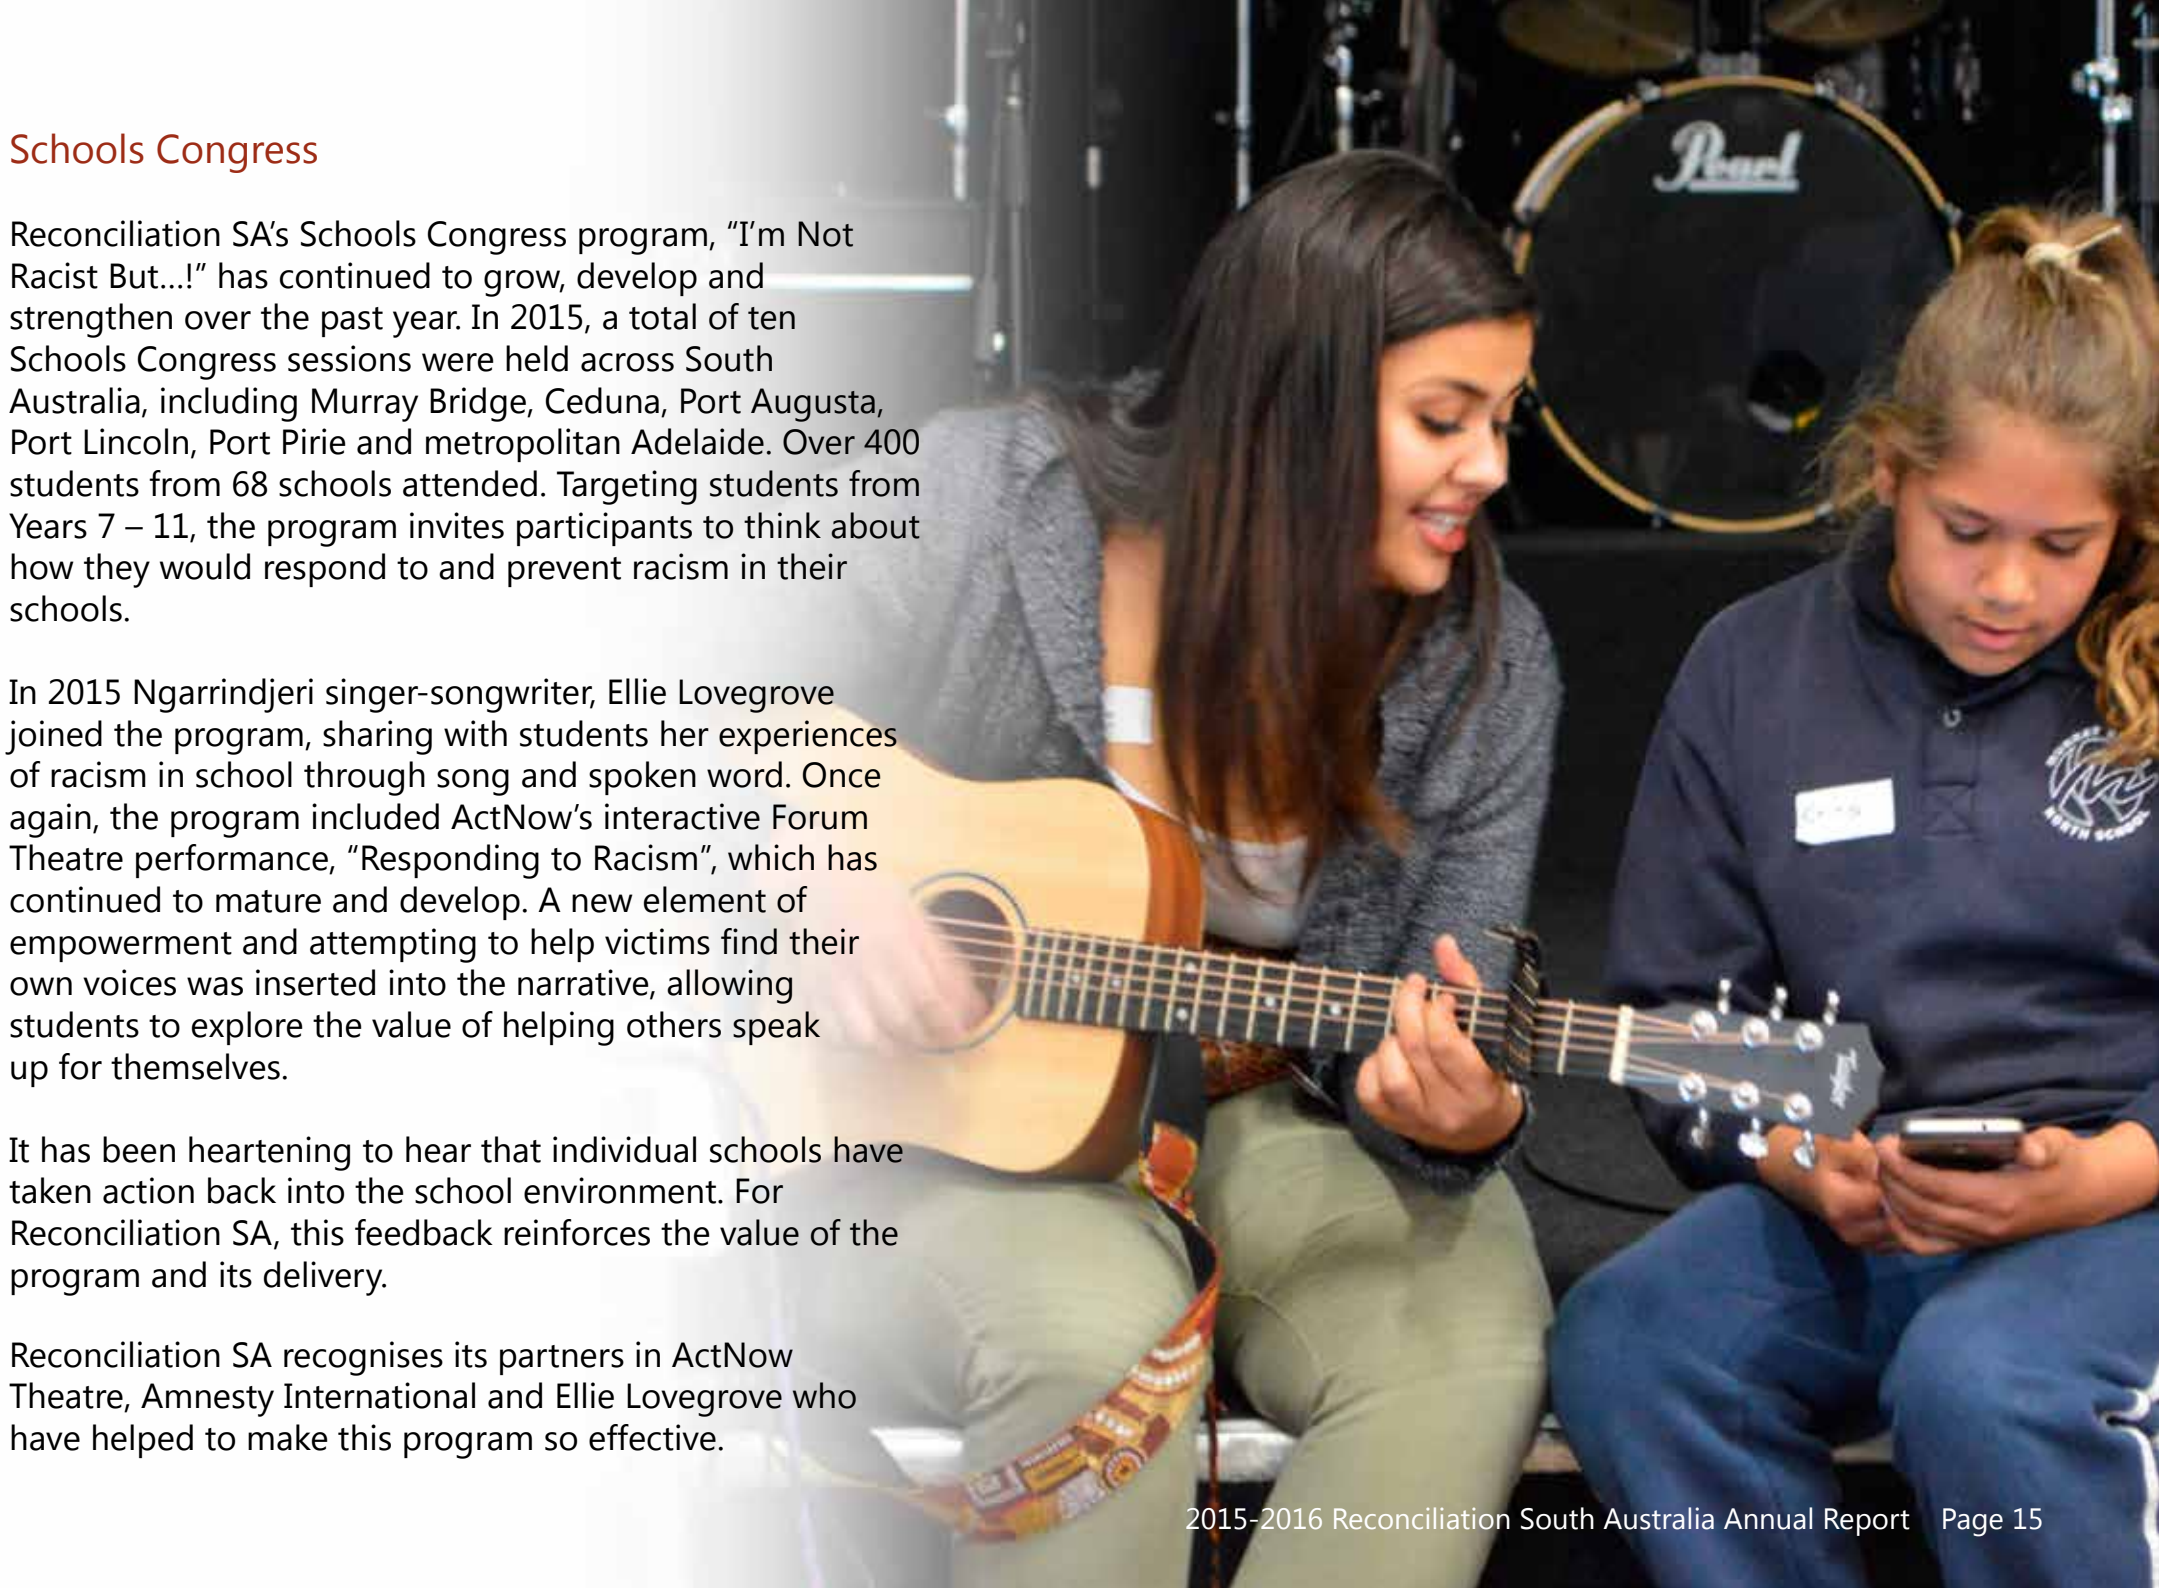 Schools Congress
Reconciliation SA’s Schools Congress program, “I’m Not
Racist But...!” has continued to grow, develop and
strengthen over the past year. In 2015, a total of ten
Schools Congress sessions were held across South
Australia, including Murray Bridge, Ceduna, Port Augusta,
Port Lincoln, Port Pirie and metropolitan Adelaide. Over 400
students from 68 schools attended. Targeting students from
Years 7 – 11, the program invites participants to think about
how they would respond to and prevent racism in their
schools.
In 2015 Ngarrindjeri singer-songwriter, Ellie Lovegrove
joined the program, sharing with students her experiences
of racism in school through song and spoken word. Once
again, the program included ActNow’s interactive Forum
Theatre performance, “Responding to Racism”, which has
continued to mature and develop. A new element of
empowerment and attempting to help victims find their
own voices was inserted into the narrative, allowing
students to explore the value of helping others speak
up for themselves.
It has been heartening to hear that individual schools have
taken action back into the school environment. For
Reconciliation SA, this feedback reinforces the value of the
program and its delivery.
Reconciliation SA recognises its partners in ActNow
Theatre, Amnesty International and Ellie Lovegrove who
have helped to make this program so effective.
Pearl
NORTH SCHOOL
Taylor
2015-2016 Reconciliation South Australia Annual Report Page 15